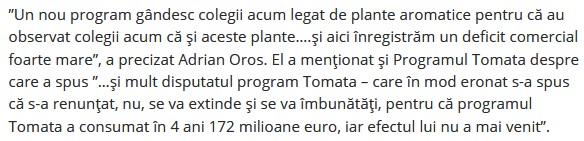 ”Un nou program gândesc colegii acum legat de plante aromatice pentru că au
observat colegii acum că şi aceste plante....şi aici înregistrăm un deficit comercial
foarte mare”, a precizat Adrian Oros. El a menţionat şi Programul Tomata despre
care a spus ”...şi mult disputatul program Tomata – care în mod eronat s-a spus
că s-a renunţat, nu, se va extinde şi se va îmbunătăţi, pentru că programul
Tomata a consumat în 4 ani 172 milioane euro, iar efectul lui nu a mai venit”.